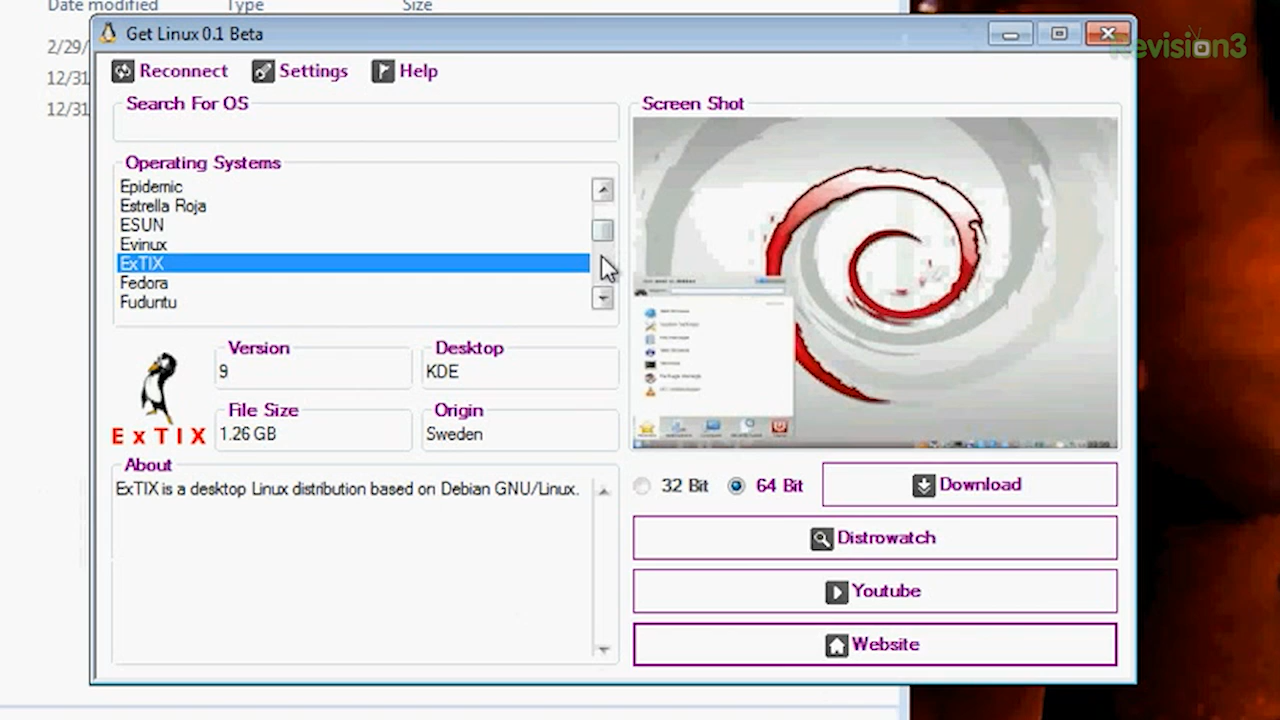 Date modified Type Size
Get Linux 0.1 Beta
Revision3
2/29/
12/31
12/31
Reconnect Settings Help
Search For OS
Screen Shot
Operating Systems
Epidemic
Estrella Roja
ESUN
Evinux
ExTIX
Fedora
Fuduntu
Version
9
Desktop
KDE
File Size
1.26 GB
Origin
Sweden
ExTIX
About
ExTIX is a desktop Linux distribution based on Debian GNU/Linux.
32 Bit 64 Bit
Download
Distrowatch
Youtube
Website